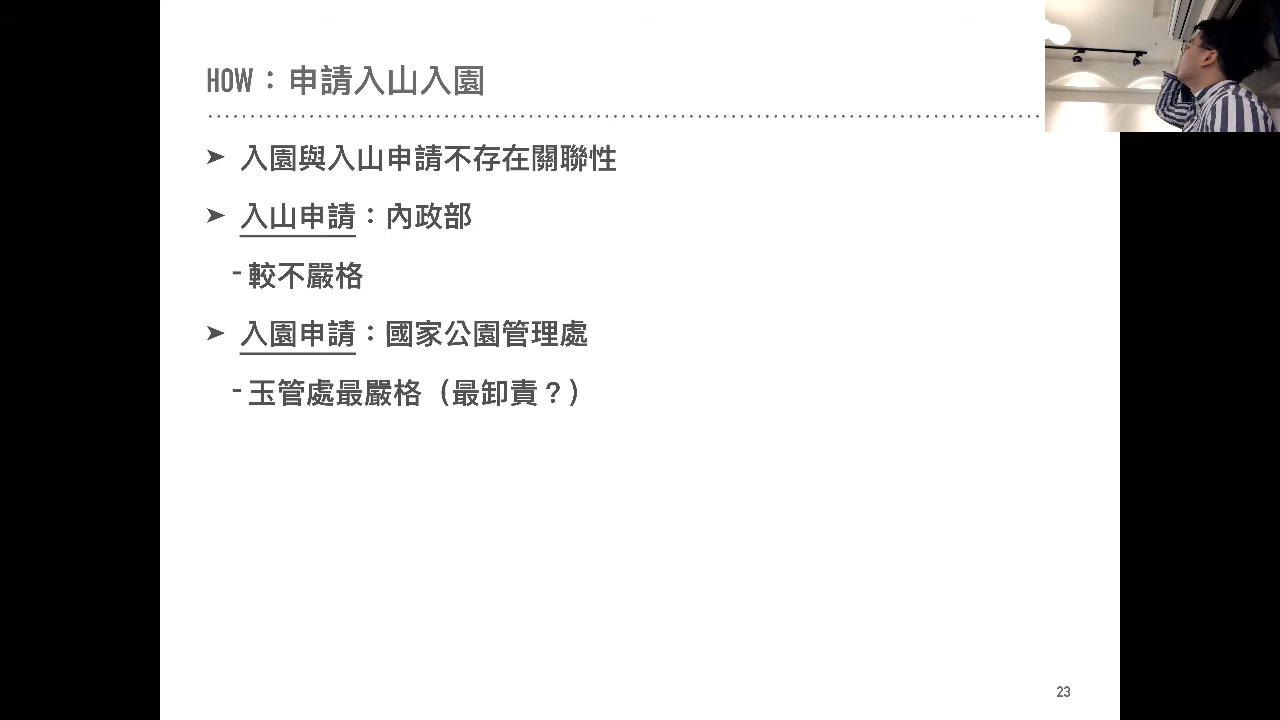 HOW：申請入山入園
➤ 入園與入山申請不存在關聯性
➤ 入山申請：內政部
- 較不嚴格
➤ 入園申請：國家公園管理處
- 玉管處最嚴格（最卸責？）
23